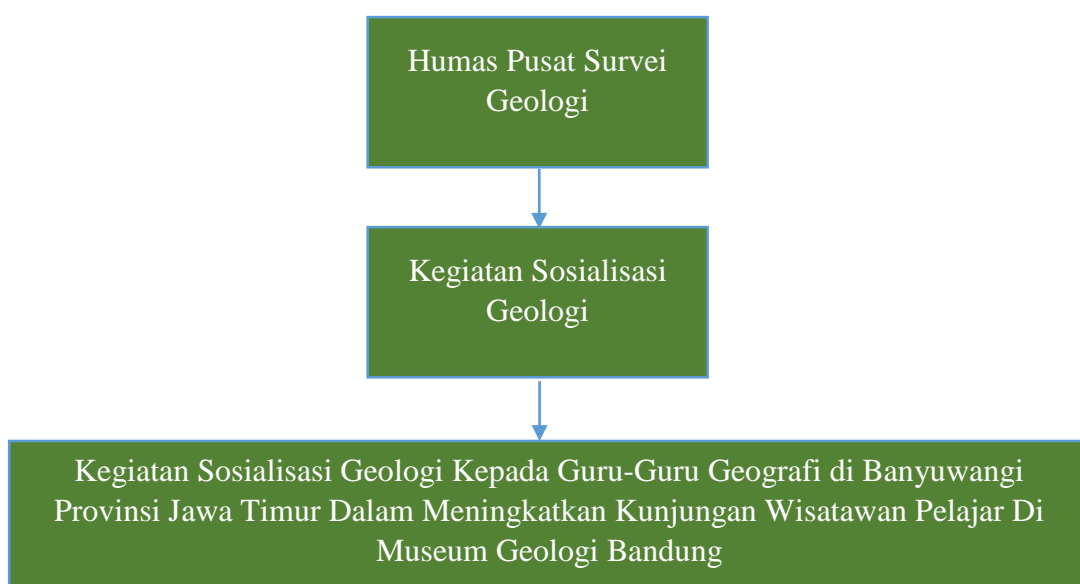 Humas Pusat Survei
Geologi
Kegiatan Sosialisasi
Geologi
Kegiatan Sosialisasi Geologi Kepada Guru-Guru Geografi di Banyuwangi
Provinsi Jawa Timur Dalam Meningkatkan Kunjungan Wisatawan Pelajar Di
Museum Geologi Bandung